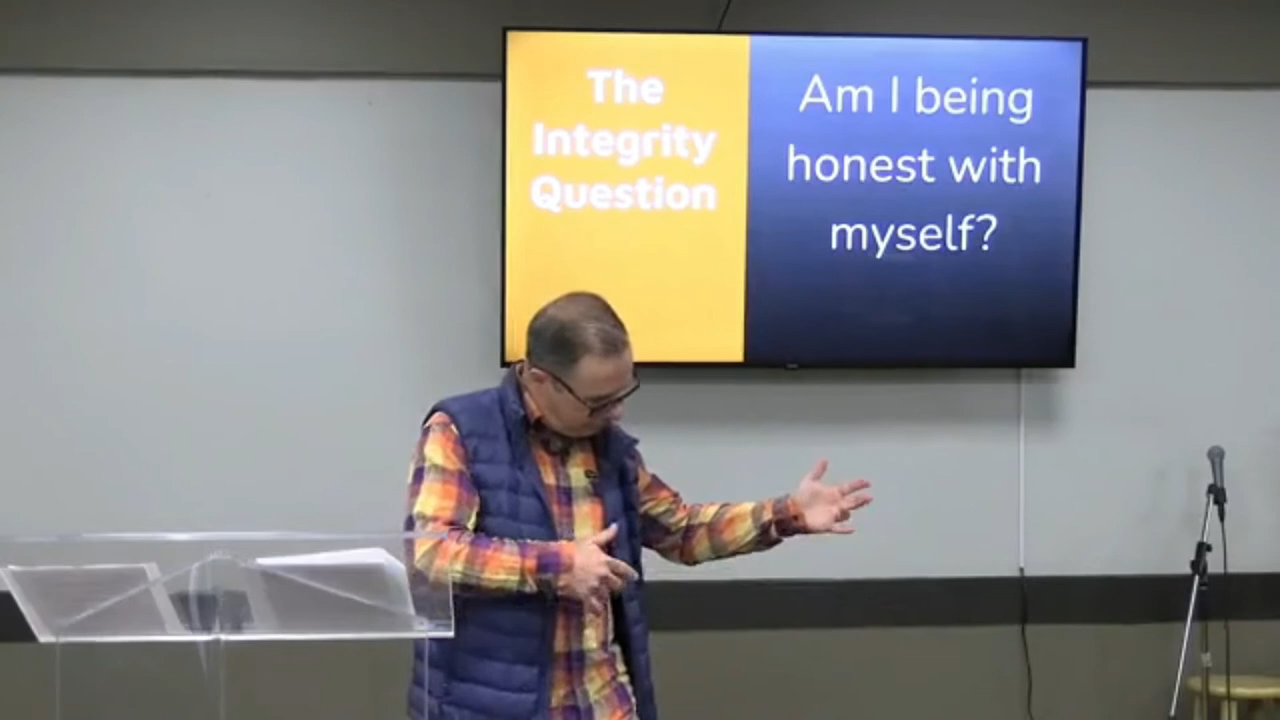 The
Integrity
Question
Am I being
honest with
myself?